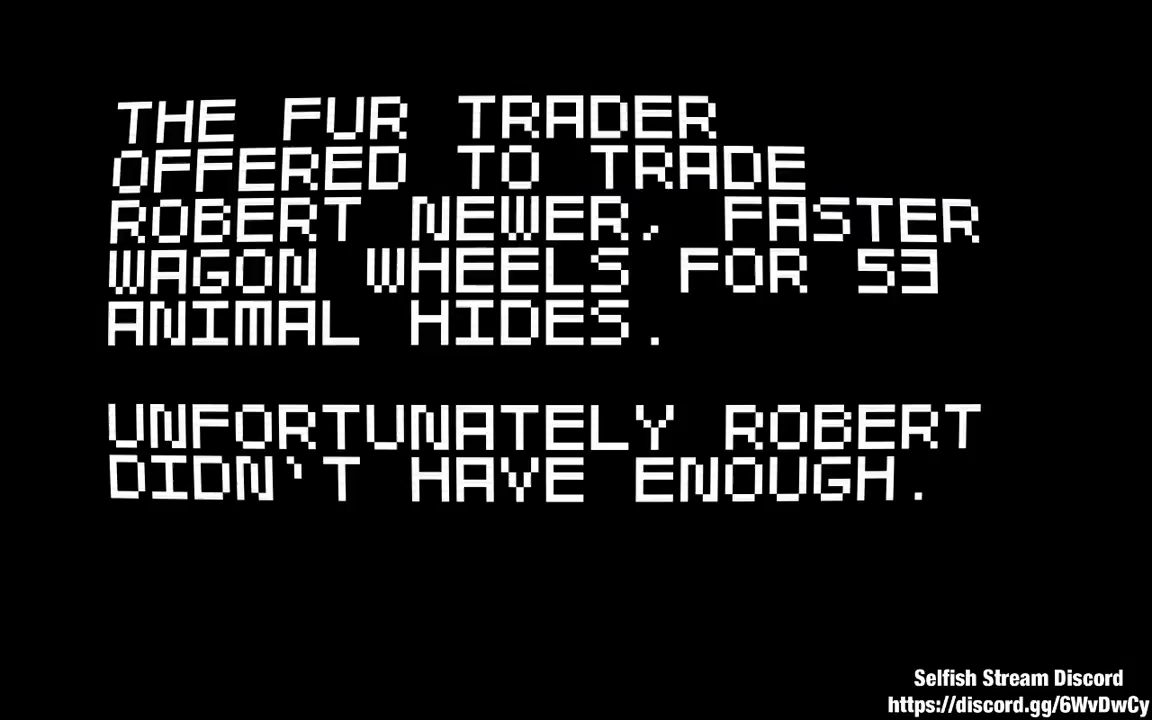 THE FUR TRADER
OFFERED TO TRADE
ROBERT NEWER, FASTER
WAGON WHEELS FOR 53
ANIMAL HIDES.
UNFORTUNATELY ROBERT
DIDN'T HAVE ENOUGH.
Selfish Stream Discord
https://discord.gg/6WvDwCy